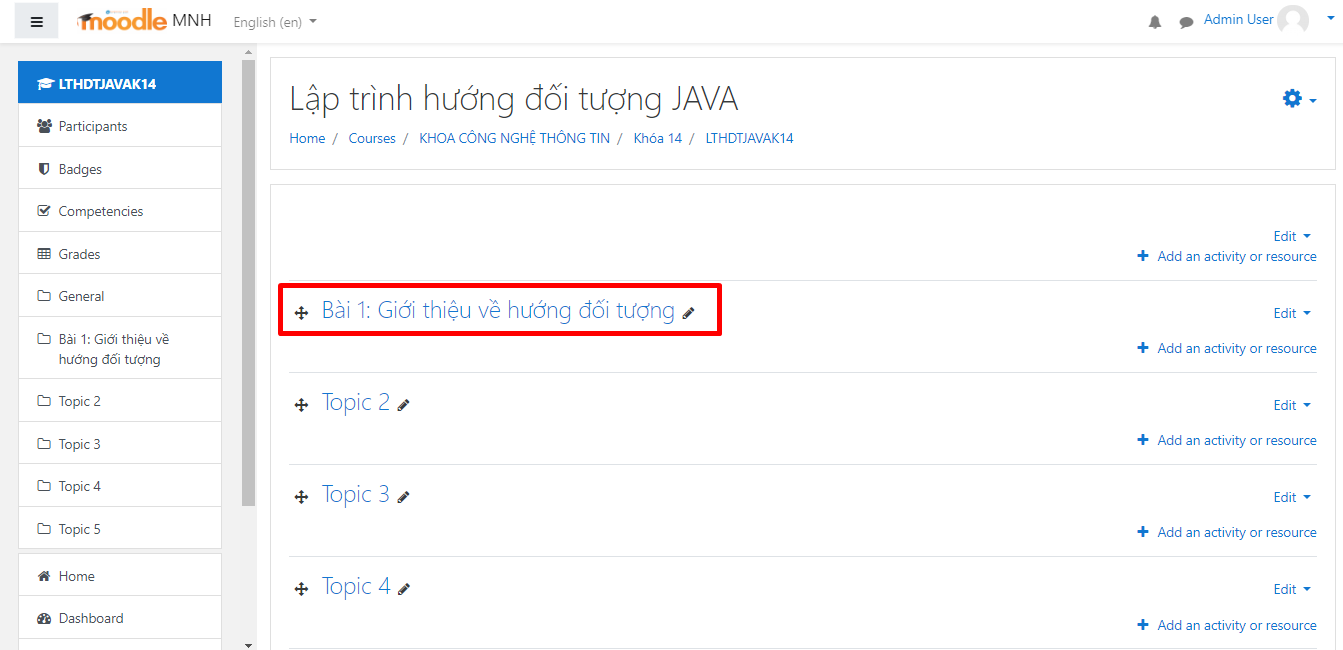 moodle MNH English (en) Admin User
LTHDTJAVAK14
Participants
Badges
Competencies
Grades
General
Bài 1: Giới thiệu về
hướng đối tượng
Topic 2
Topic 3
Topic 4
Topic 5
Home
Dashboard
Lập trình hướng đối tượng JAVA
Home / Courses / KHOA CÔNG NGHỆ THÔNG TIN / Khóa 14 / LTHDTJAVAK14
Edit
Add an activity or resource
Bài 1: Giới thiệu về hướng đối tượng Edit
Add an activity or resource
Topic 2 Edit
Add an activity or resource
Topic 3 Edit
Add an activity or resource
Topic 4 Edit
Add an activity or resource